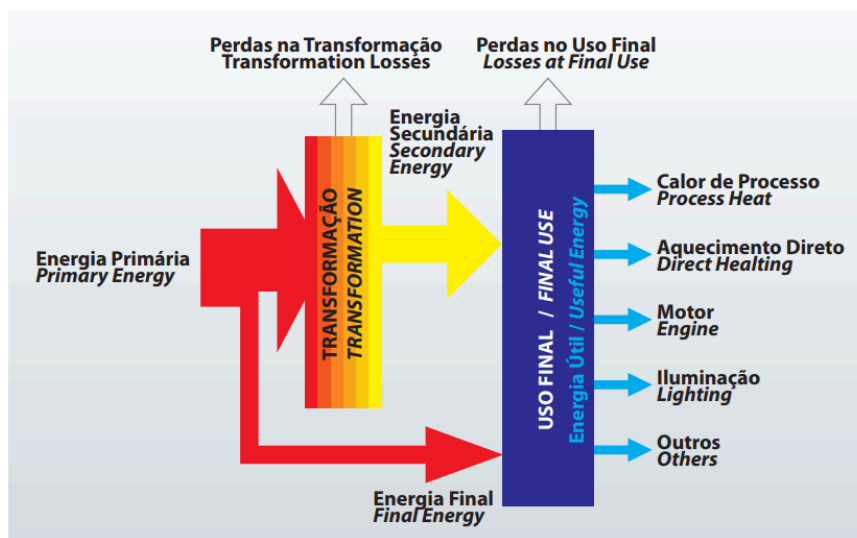 Perdas na Transformação
Transformation Losses
Perdas no Uso Final
Losses at Final Use
Energia
Secundária
Secondary
Energy
Energia Primária
Primary Energy
TRANSFORMAÇÃO
TRANSFORMATION
USO FINAL / FINAL USE
Energia Útil / Useful Energy
Calor de Processo
Process Heat
Aquecimento Direto
Direct Healting
Motor
Engine
Iluminação
Lighting
Outros
Others
Energia Final
Final Energy